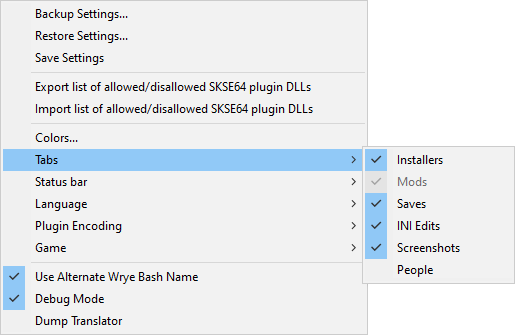 Backup Settings...
Restore Settings...
Save Settings
Export list of allowed/disallowed SKSE64 plugin DLLs
Import list of allowed/disallowed SKSE64 plugin DLLs
Colors...
Tabs
Status bar
Language
Plugin Encoding
Game
Use Alternate Wrye Bash Name
Debug Mode
Dump Translator
Installers
Mods
Saves
INI Edits
Screenshots
People